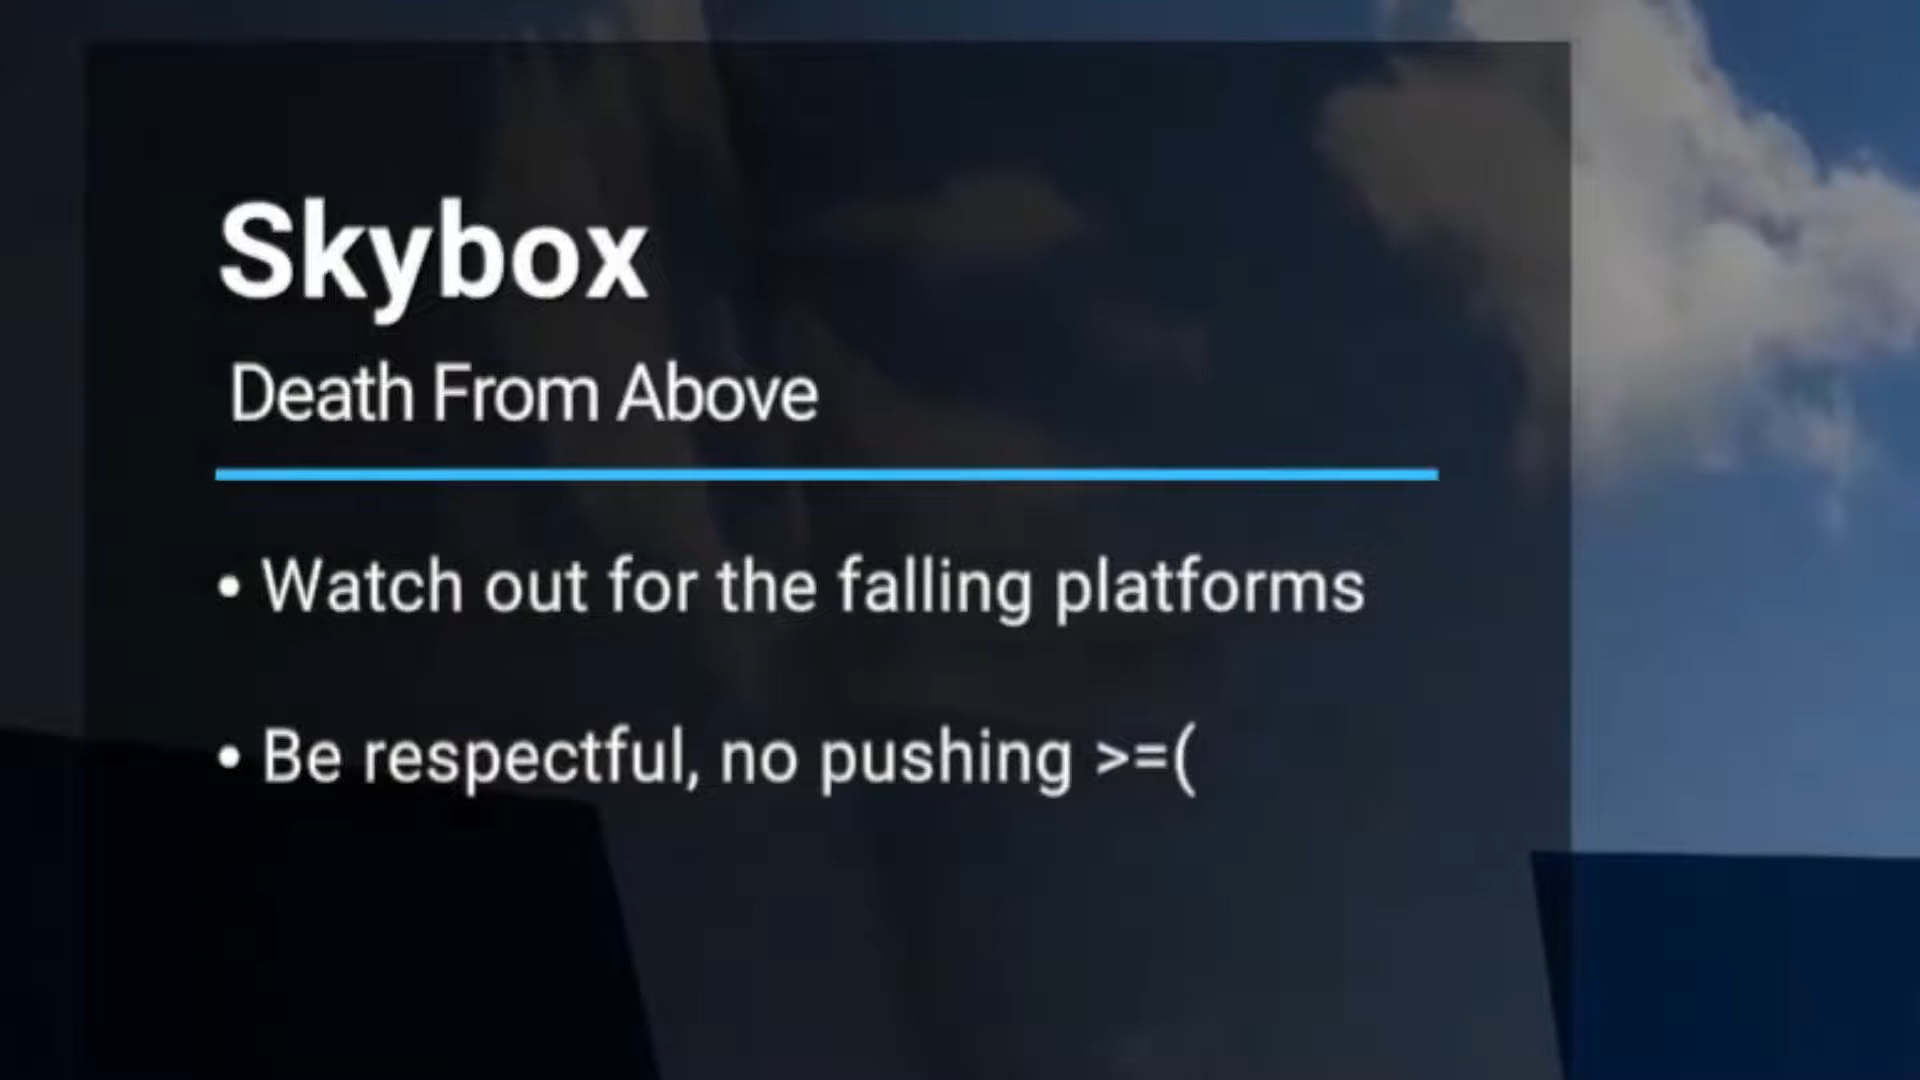 Skybox
Death From Above
• Watch out for the falling platforms
• Be respectful, no pushing >=(